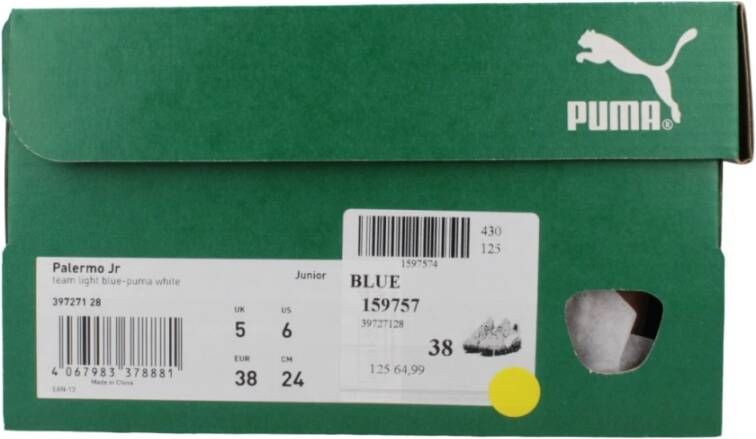 PUMA®
Palermo Jr
team light blue-puma white
Junior
397271 28
UK
US
5
6
EUR
CM
38
24
4 067983 378881
Made in China
EAN-13
430
125
1597574
BLUE
159757
39727128
38
125 64,99